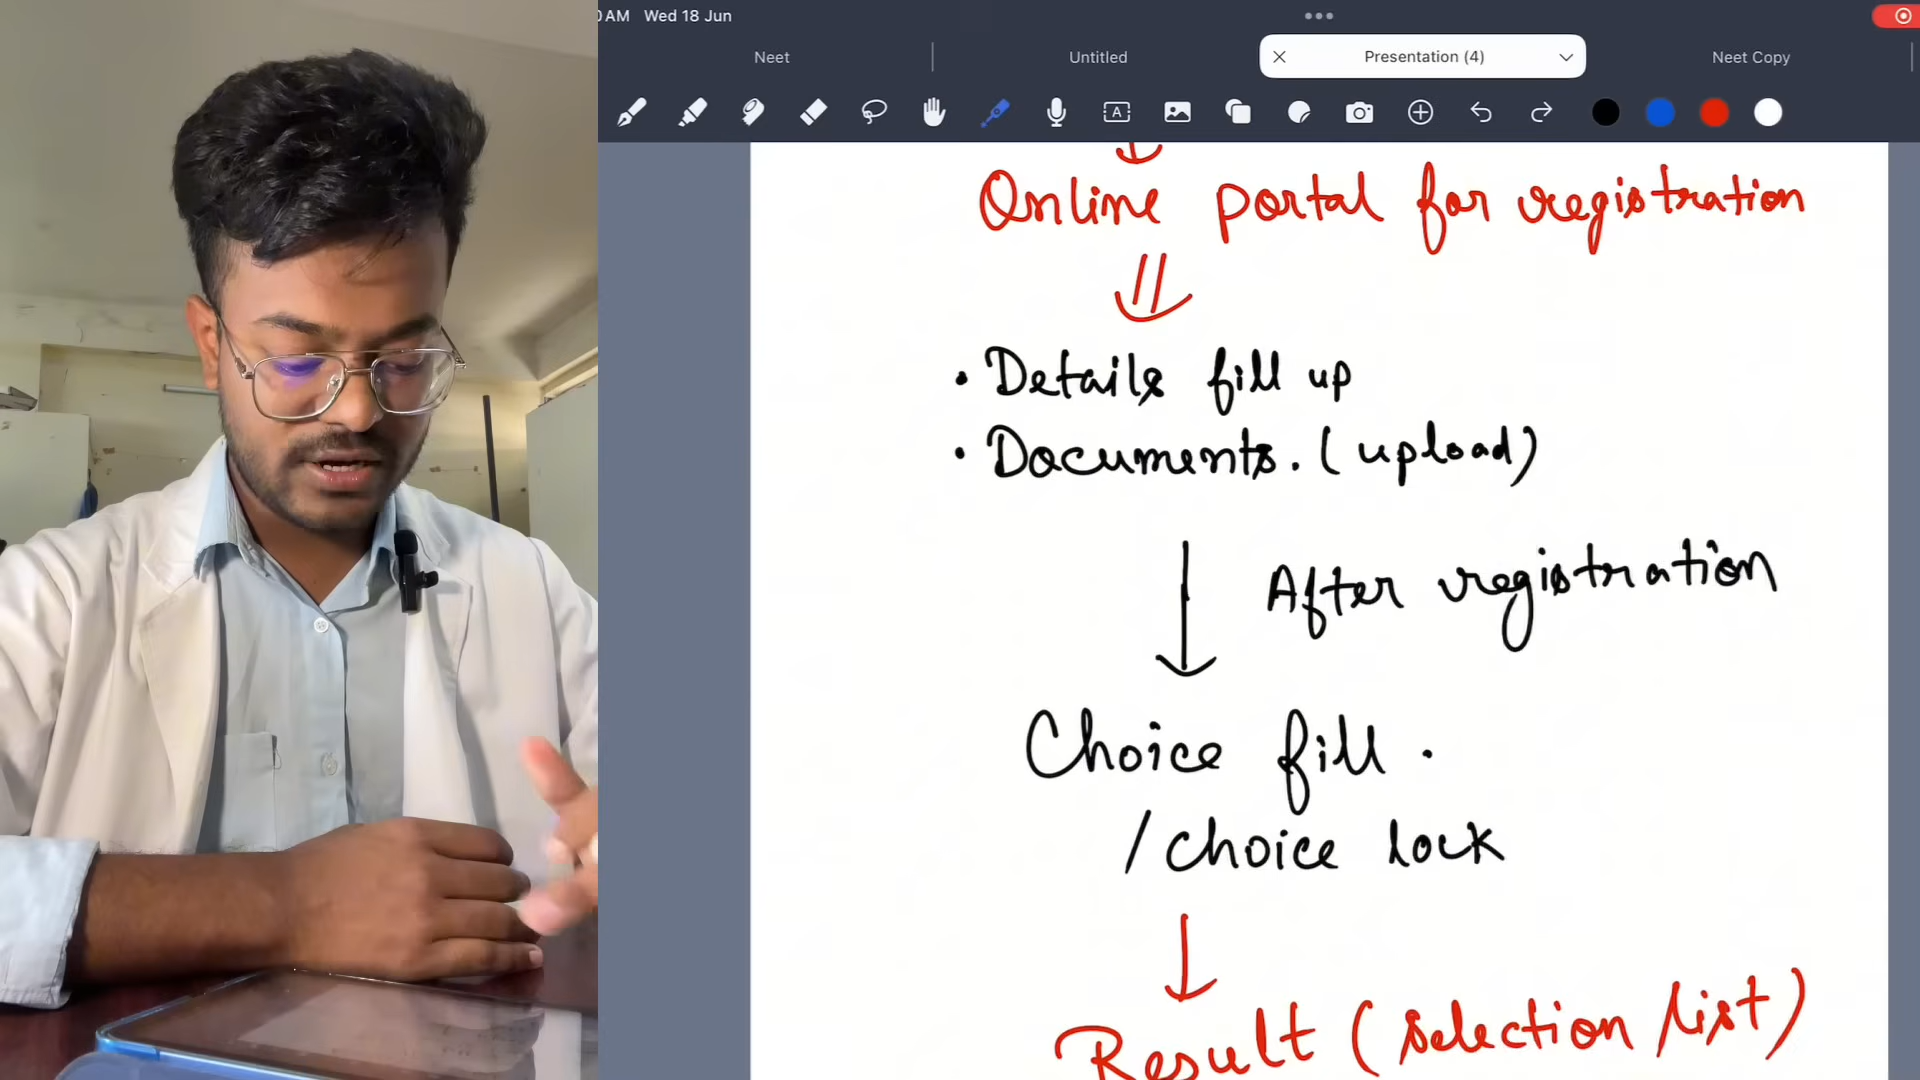 AM Wed 18 Jun
Neet
Untitled
Presentation (4)
Neet Copy
A
Online portal for registration
• Details fill up
• Documents. (upload)
After registration
Choice fill .
/choice lock
Result (selection list)